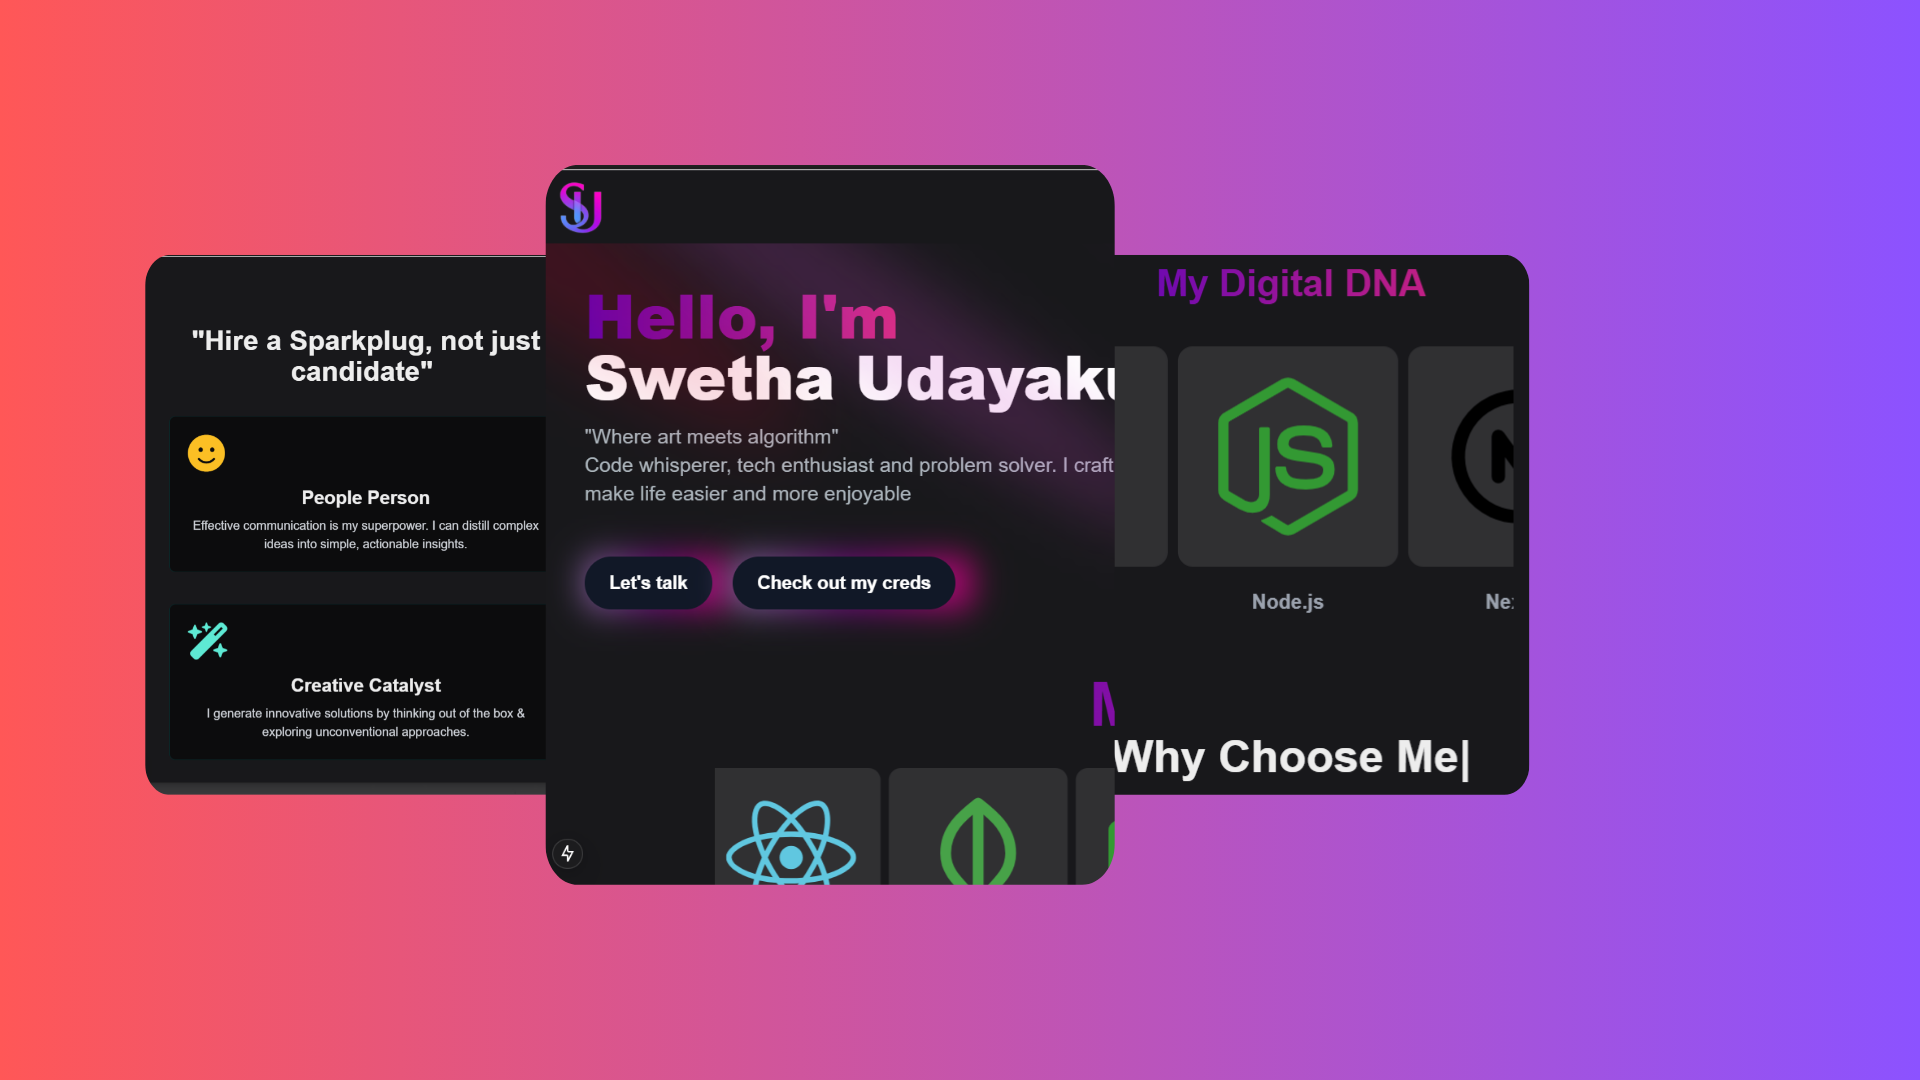 "Hire a Sparkplug, not just
candidate"
People Person
Effective communication is my superpower. I can distill complex
ideas into simple, actionable insights.
Creative Catalyst
I generate innovative solutions by thinking out of the box &
exploring unconventional approaches.
SU
Hello, I'm
Swetha Udayaku
"Where art meets algorithm"
Code whisperer, tech enthusiast and problem solver. I craft
make life easier and more enjoyable
Let's talk
Check out my creds
M
My Digital DNA
JS
N
Node.js
Nex
Why Choose Me|